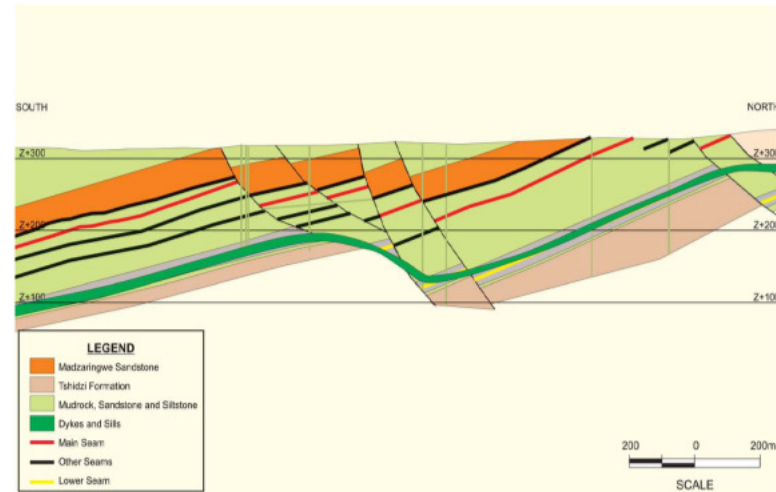 SOUTH
NORTH
Z+300
Z+300
Z+200
Z+200
Z+100
Z+100
LEGEND
Madzaringwe Sandstone
Tshidzi Formation
Mudrock, Sandstone and Siltstone
Dykes and Sills
Main Seam
Other Seams
Lower Seam
200 0 200m
SCALE